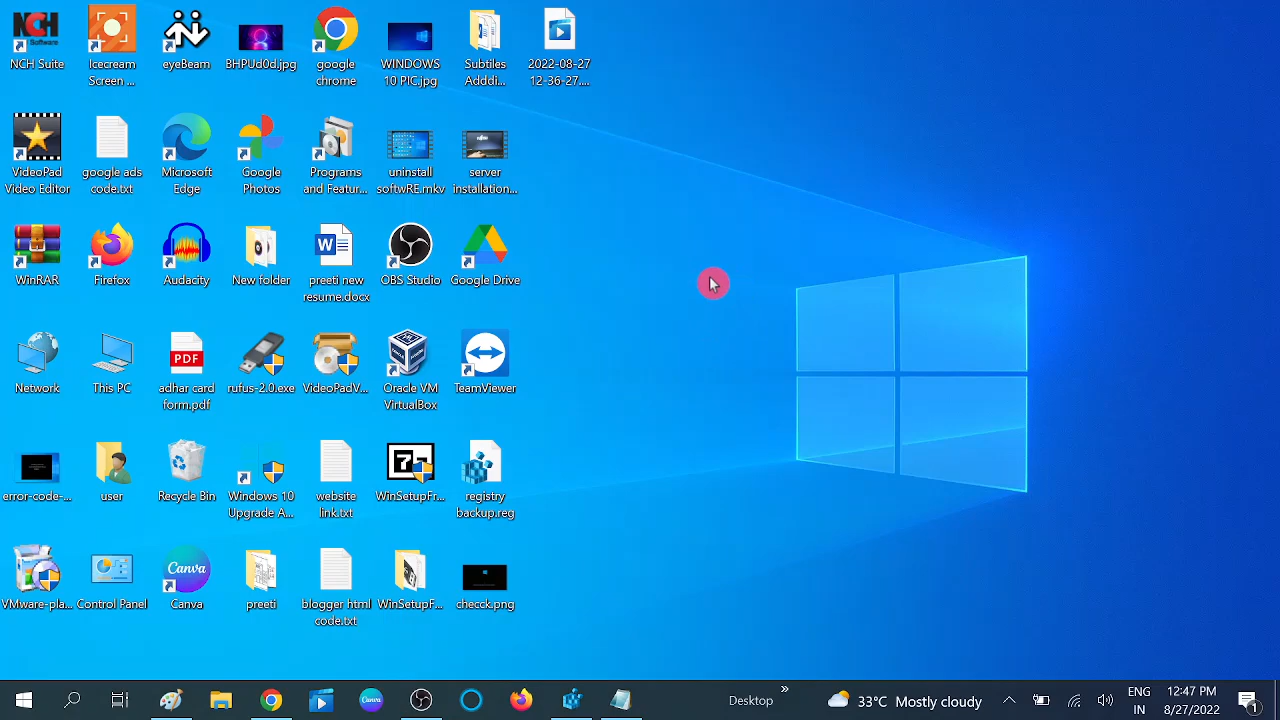 NCH Suite
Icecream
Screen ...
eyeBeam
BHPUd0d.jpg
google
chrome
WINDOWS
10 PIC.jpg
Subtiles
Adddi...
2022-08-27
12-36-27....
VideoPad
Video Editor
google ads
code.txt
Microsoft
Edge
Google
Photos
Programs
and Featur...
uninstall
softwRE.mkv
server
installation...
WinRAR
Firefox
Audacity
New folder
preeti new
resume.docx
OBS Studio
Google Drive
Network
This PC
PDF
adhar card
form.pdf
rufus-2.0.exe
VideoPadV...
Oracle VM
VirtualBox
TeamViewer
error-code-...
user
Recycle Bin
Windows 10
Upgrade A...
website
link.txt
WinSetupFr...
registry
backup.reg
VMware-pla...
Control Panel
Canva
Canva
preeti
blogger html
code.txt
WinSetupF...
checck.png
Canva
Desktop
33°C Mostly cloudy
ENG
IN
12:47 PM
8/27/2022